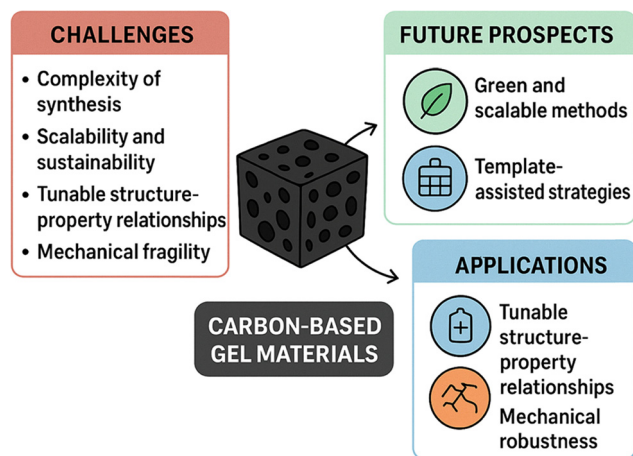 CHALLENGES
• Complexity of
synthesis
• Scalability and
sustainability
• Tunable structure-
property relationships
• Mechanical fragility
CARBON-BASED
GEL MATERIALS
FUTURE PROSPECTS
Green and
scalable methods
Template-
assisted strategies
APPLICATIONS
Tunable
structure-
property
relationships
Mechanical
robustness